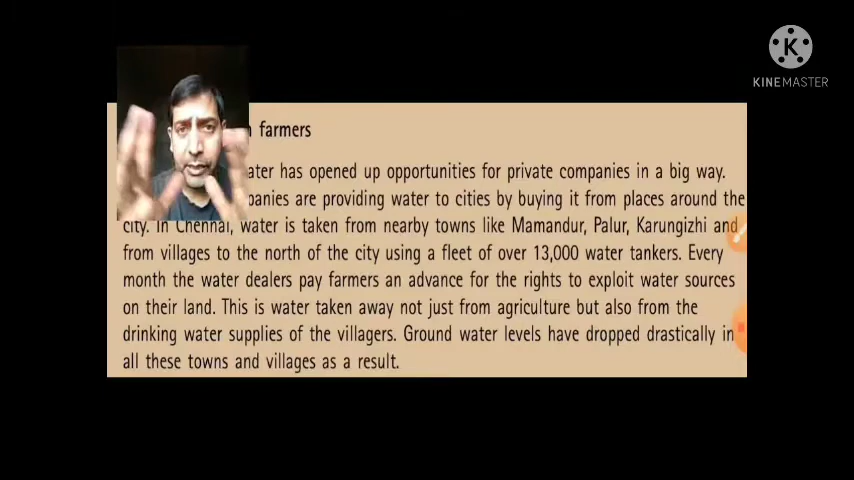 farmers
has opened up opportunities for private companies in a big way.
are providing water to cities by buying it from places around the
city. In Chennai, water is taken from nearby towns like Mamandur, Palur, Karungizhi and
from villages to the north of the city using a fleet of over 13,000 water tankers. Every
month the water dealers pay farmers an advance for the rights to exploit water sources
on their land. This is water taken away not just from agriculture but also from the
drinking water supplies of the villagers. Ground water levels have dropped drastically in
all these towns and villages as a result.
K
KINEMASTER